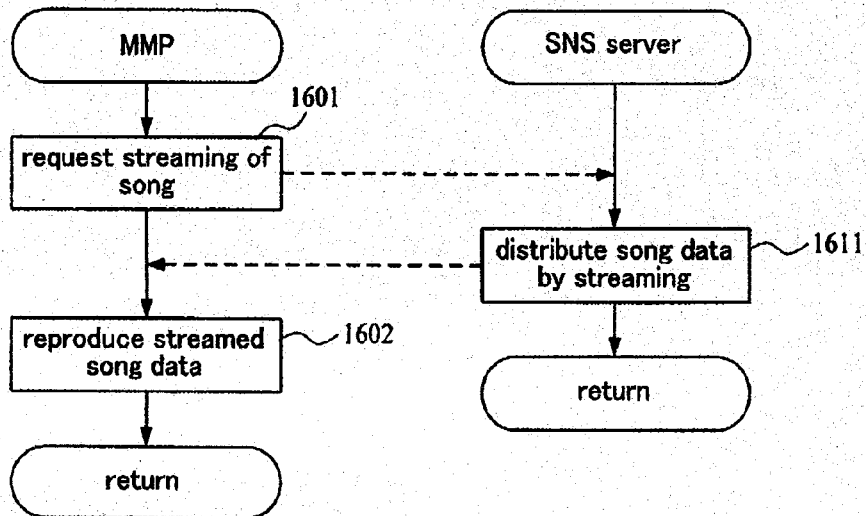 MMP
SNS server
1601
request streaming of
song
distribute song data
by streaming
1611
reproduce streamed
song data
1602
return
return